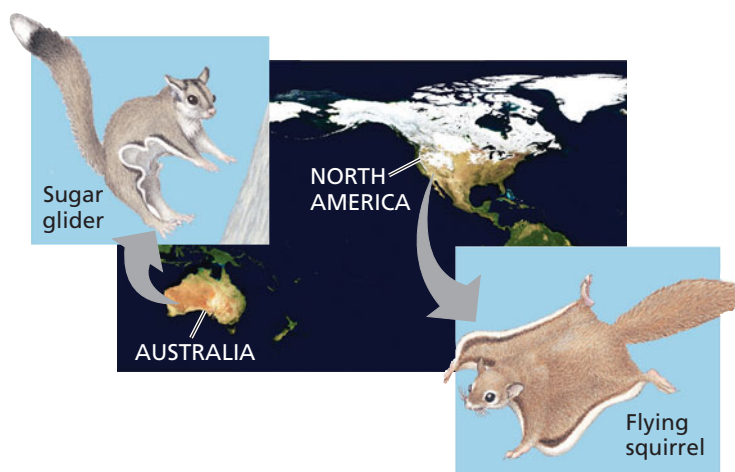 Sugar
glider
NORTH
AMERICA
AUSTRALIA
Flying
squirrel